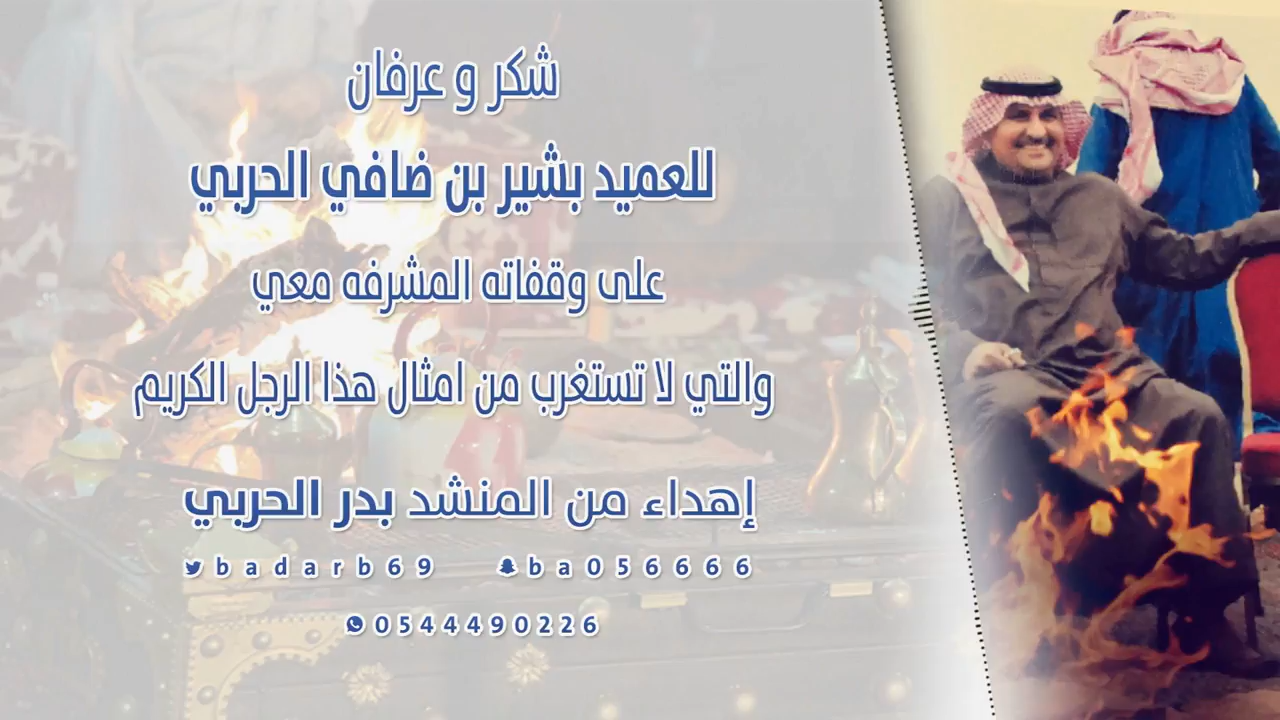 شكر و عرفان
للعميد بشير بن ضافي الحربي
على وقفاته المشرفه معي
والتي لا تستغرب من امثال هذا الرجل الكريم
إهداء من المنشد بدر الحربي
badarb69 ba056666
0544490226